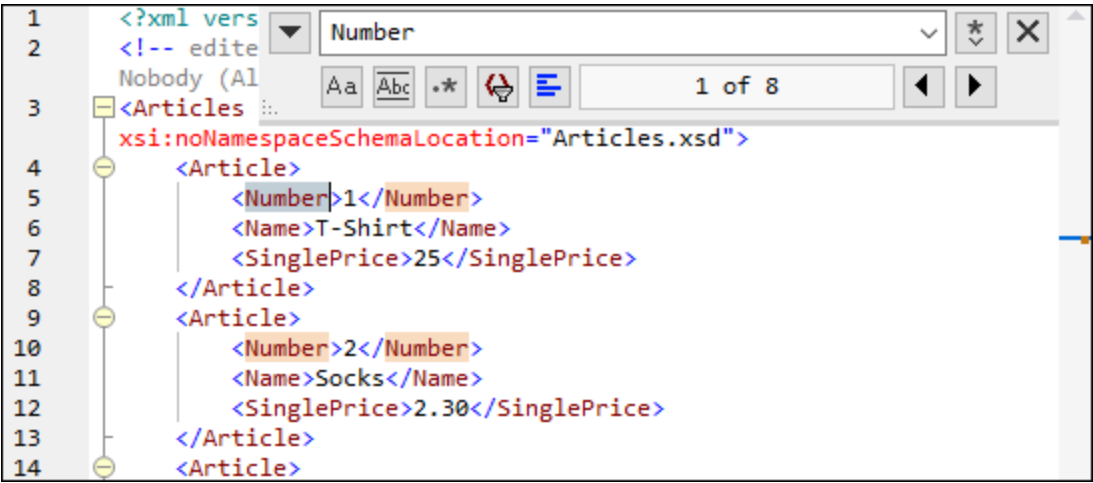 1 <?xml vers
Number
2 <!-- edite
Nobody (Al
Aa Abc .* 1 of 8
3 <Articles
xsi:noNamespaceSchemaLocation="Articles.xsd">
4 <Article>
5 <Number>1</Number>
6 <Name>T-Shirt</Name>
7 <SinglePrice>25</SinglePrice>
8 </Article>
9 <Article>
10 <Number>2</Number>
11 <Name>Socks</Name>
12 <SinglePrice>2.30</SinglePrice>
13 </Article>
14 <Article>